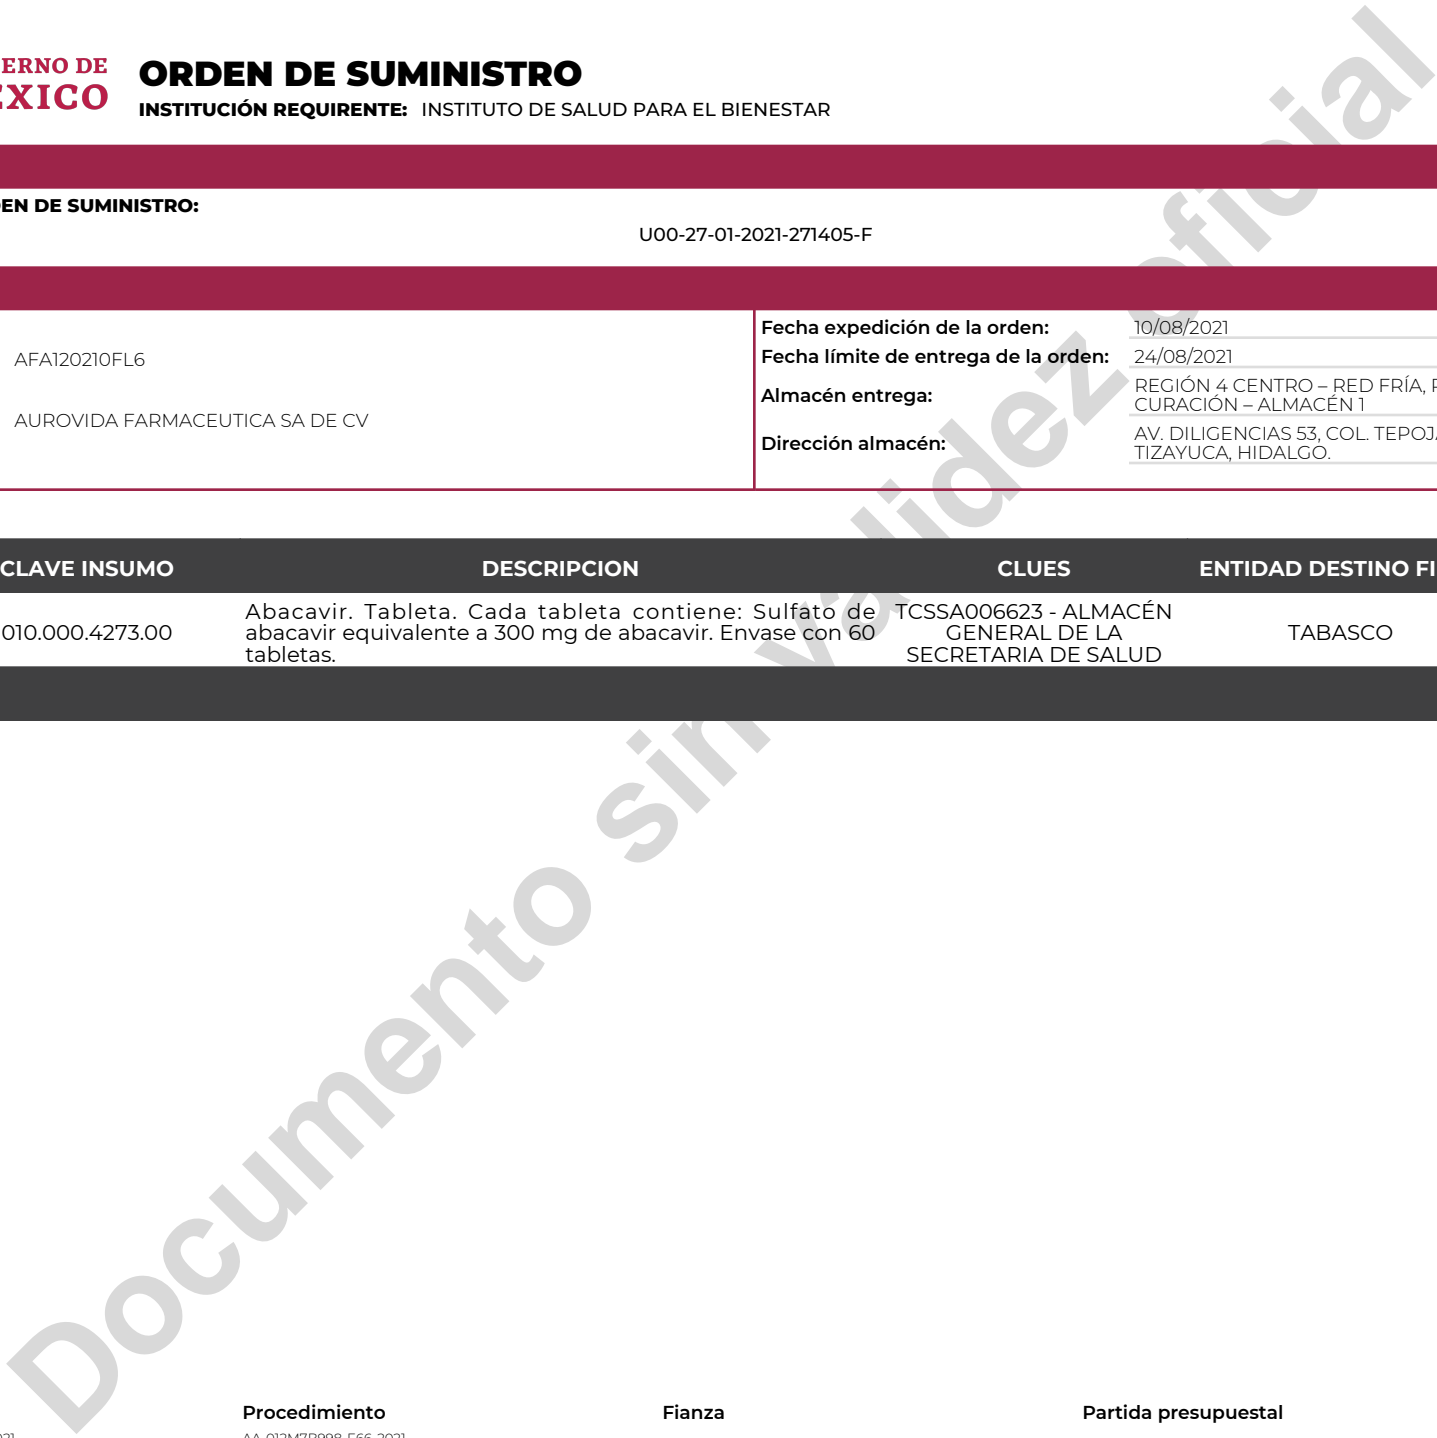 ERNO DE
EXICO
ORDEN DE SUMINISTRO
INSTITUCIÓN REQUIRENTE: INSTITUTO DE SALUD PARA EL BIENESTAR
EN DE SUMINISTRO:
U00-27-01-2021-271405-F
AFA120210FL6
AUROVIDA FARMACEUTICA SA DE CV
Fecha expedición de la orden: 10/08/2021
Fecha límite de entrega de la orden: 24/08/2021
Almacén entrega: REGIÓN 4 CENTRO – RED FRÍA,
CURACIÓN – ALMACÉN 1
Dirección almacén: AV. DILIGENCIAS 53, COL. TEPOJA
TIZAYUCA, HIDALGO.
CLAVE INSUMO DESCRIPCION CLUES ENTIDAD DESTINO FI
010.000.4273.00
Abacavir. Tableta. Cada tableta contiene: Sulfato de
abacavir equivalente a 300 mg de abacavir. Envase con 60
tabletas.
TCSSA006623 - ALMACÉN
GENERAL DE LA
SECRETARIA DE SALUD
TABASCO
Documento sin validez oficial
Procedimiento Fianza Partida presupuestal